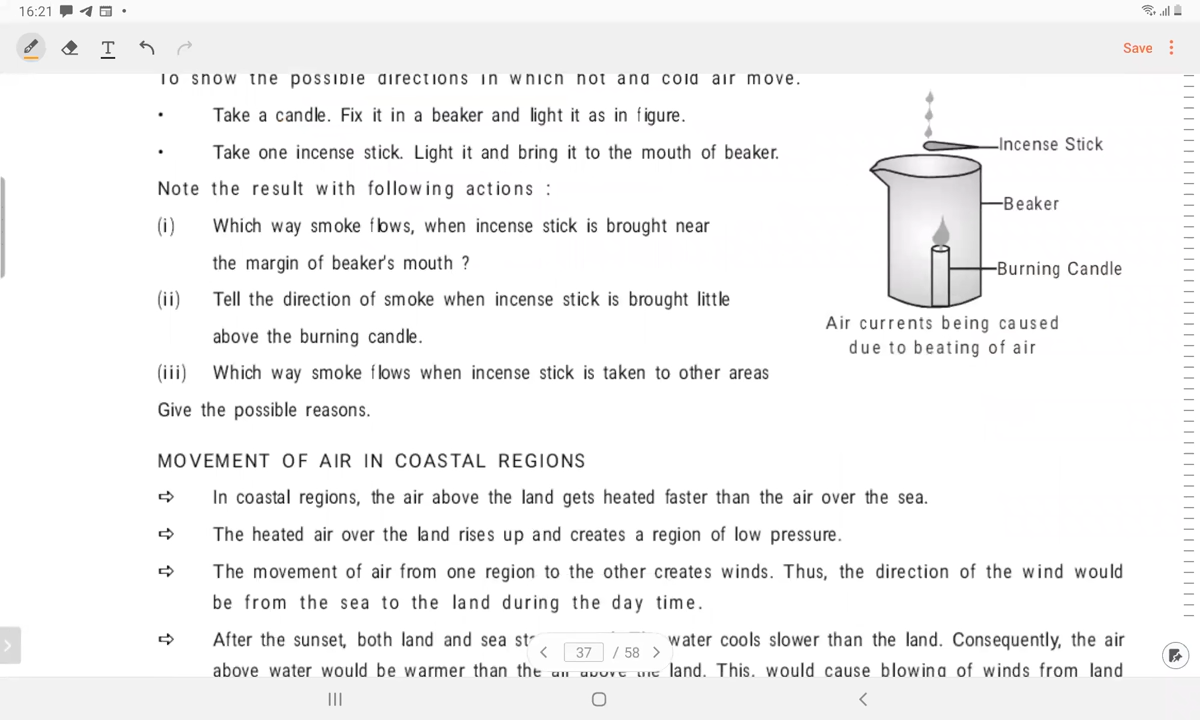 16:21
T
Save
To show the possible directions in which hot and cold air move.
• Take a candle. Fix it in a beaker and light it as in figure.
• Take one incense stick. Light it and bring it to the mouth of beaker.
Note the result with following actions :
(i) Which way smoke flows, when incense stick is brought near
the margin of beaker's mouth ?
(ii) Tell the direction of smoke when incense stick is brought little
above the burning candle.
(iii) Which way smoke flows when incense stick is taken to other areas
Give the possible reasons.
Incense Stick
Beaker
Burning Candle
Air currents being caused
due to beating of air
MOVEMENT OF AIR IN COASTAL REGIONS
⇨ In coastal regions, the air above the land gets heated faster than the air over the sea.
⇨ The heated air over the land rises up and creates a region of low pressure.
⇨ The movement of air from one region to the other creates winds. Thus, the direction of the wind would
be from the sea to the land during the day time.
⇨ After the sunset, both land and sea water cools slower than the land. Consequently, the air
above water would be warmer than the air above the land. This, would cause blowing of winds from land
37 / 58